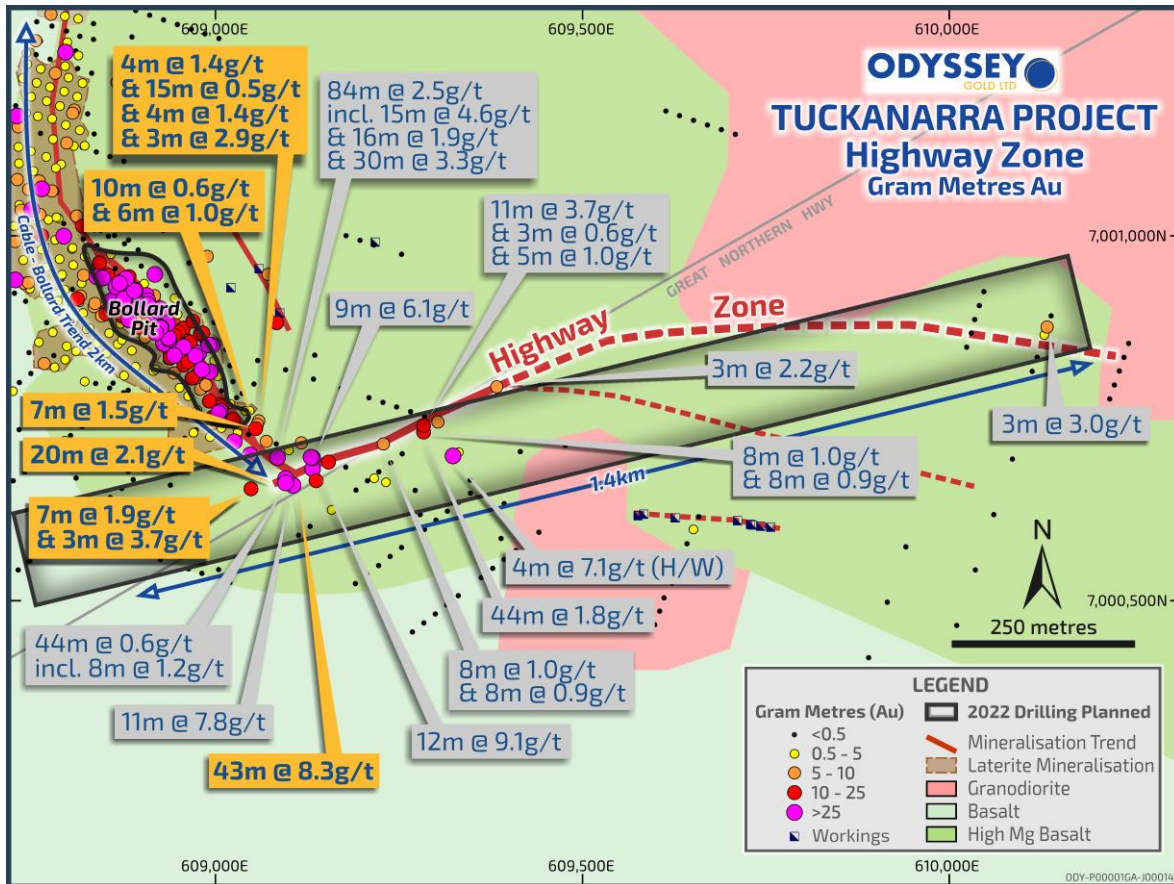 609,000E
609,500E
610,000E
ODYSSEY
GOLD LTD
TUCKANARRA PROJECT
Highway Zone
Gram Metres Au
4m @ 1.4g/t
& 15m @ 0.5g/t
& 4m @ 1.4g/t
& 3m @ 2.9g/t
84m @ 2.5g/t
incl. 15m @ 4.6g/t
& 16m @ 1.9g/t
& 30m @ 3.3g/t
10m @ 0.6g/t
& 6m @ 1.0g/t
11m @ 3.7g/t
& 3m @ 0.6g/t
& 5m @ 1.0g/t
GREAT NORTHERN HWY
7,001,000N
Cable - Bollard Trend 2km
Bollard
Pit
9m @ 6.1g/t
Highway Zone
3m @ 2.2g/t
7m @ 1.5g/t
3m @ 3.0g/t
20m @ 2.1g/t
8m @ 1.0g/t
& 8m @ 0.9g/t
1.4km
7m @ 1.9g/t
& 3m @ 3.7g/t
N
4m @ 7.1g/t (H/W)
7,000,500N
44m @ 1.8g/t
250 metres
44m @ 0.6g/t
incl. 8m @ 1.2g/t
8m @ 1.0g/t
& 8m @ 0.9g/t
11m @ 7.8g/t
12m @ 9.1g/t
43m @ 8.3g/t
LEGEND
Gram Metres (Au)
<0.5
0.5 - 5
5 - 10
10 - 25
>25
Workings
2022 Drilling Planned
Mineralisation Trend
Laterite Mineralisation
Granodiorite
Basalt
High Mg Basalt
609,000E
609,500E
610,000E
ODY-P00001GA-J00014